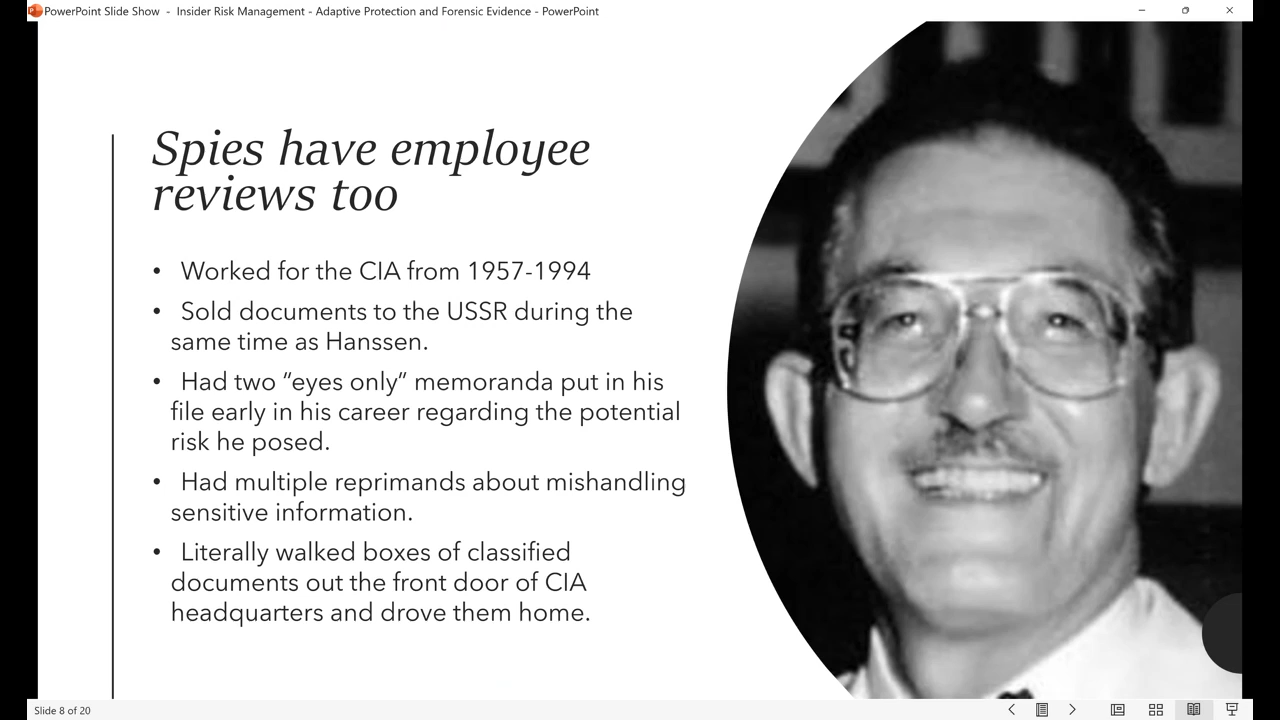 PowerPoint Slide Show - Insider Risk Management - Adaptive Protection and Forensic Evidence - PowerPoint
Spies have employee
reviews too
• Worked for the CIA from 1957-1994
• Sold documents to the USSR during the
same time as Hanssen.
• Had two “eyes only” memoranda put in his
file early in his career regarding the potential
risk he posed.
• Had multiple reprimands about mishandling
sensitive information.
• Literally walked boxes of classified
documents out the front door of CIA
headquarters and drove them home.
Slide 8 of 20